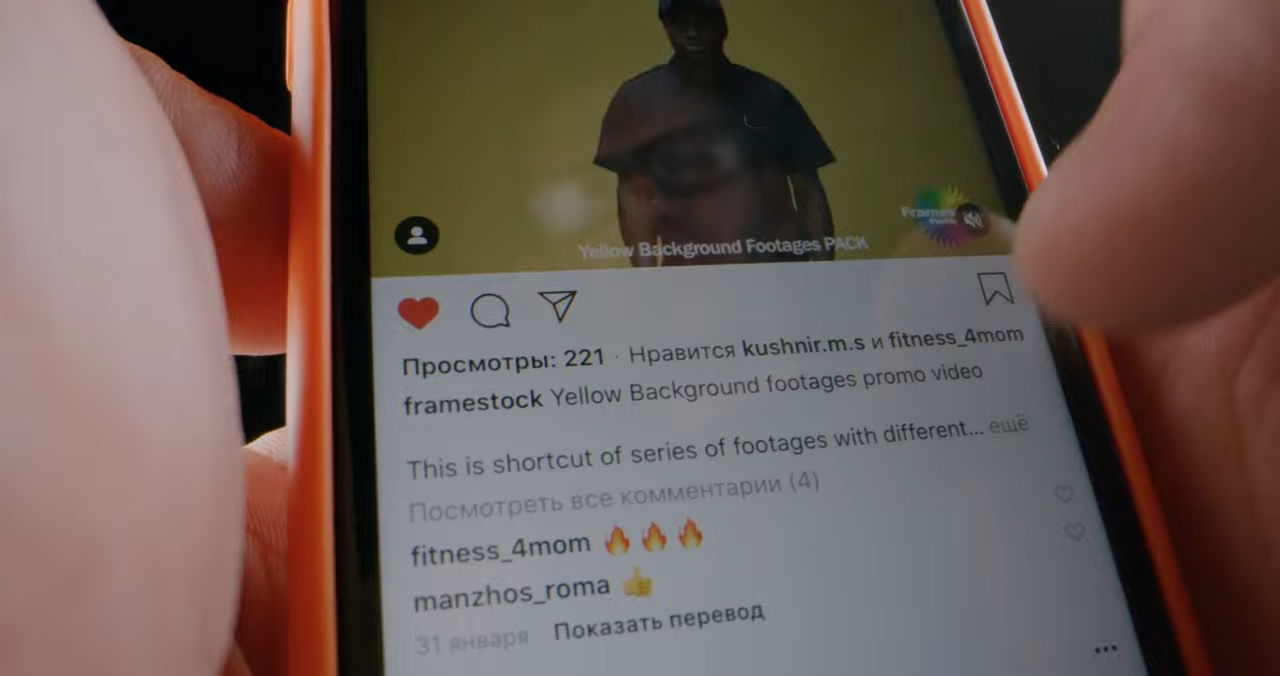 Frames
Yellow Background Footages PACK
Просмотры: 221 · Нравится kushnir.m.s и fitness_4mom
framestock Yellow Background footages promo video
This is shortcut of series of footages with different... ещё
Посмотреть все комментарии (4)
fitness_4mom 🔥🔥🔥
manzhos_roma 👍
31 января Показать перевод